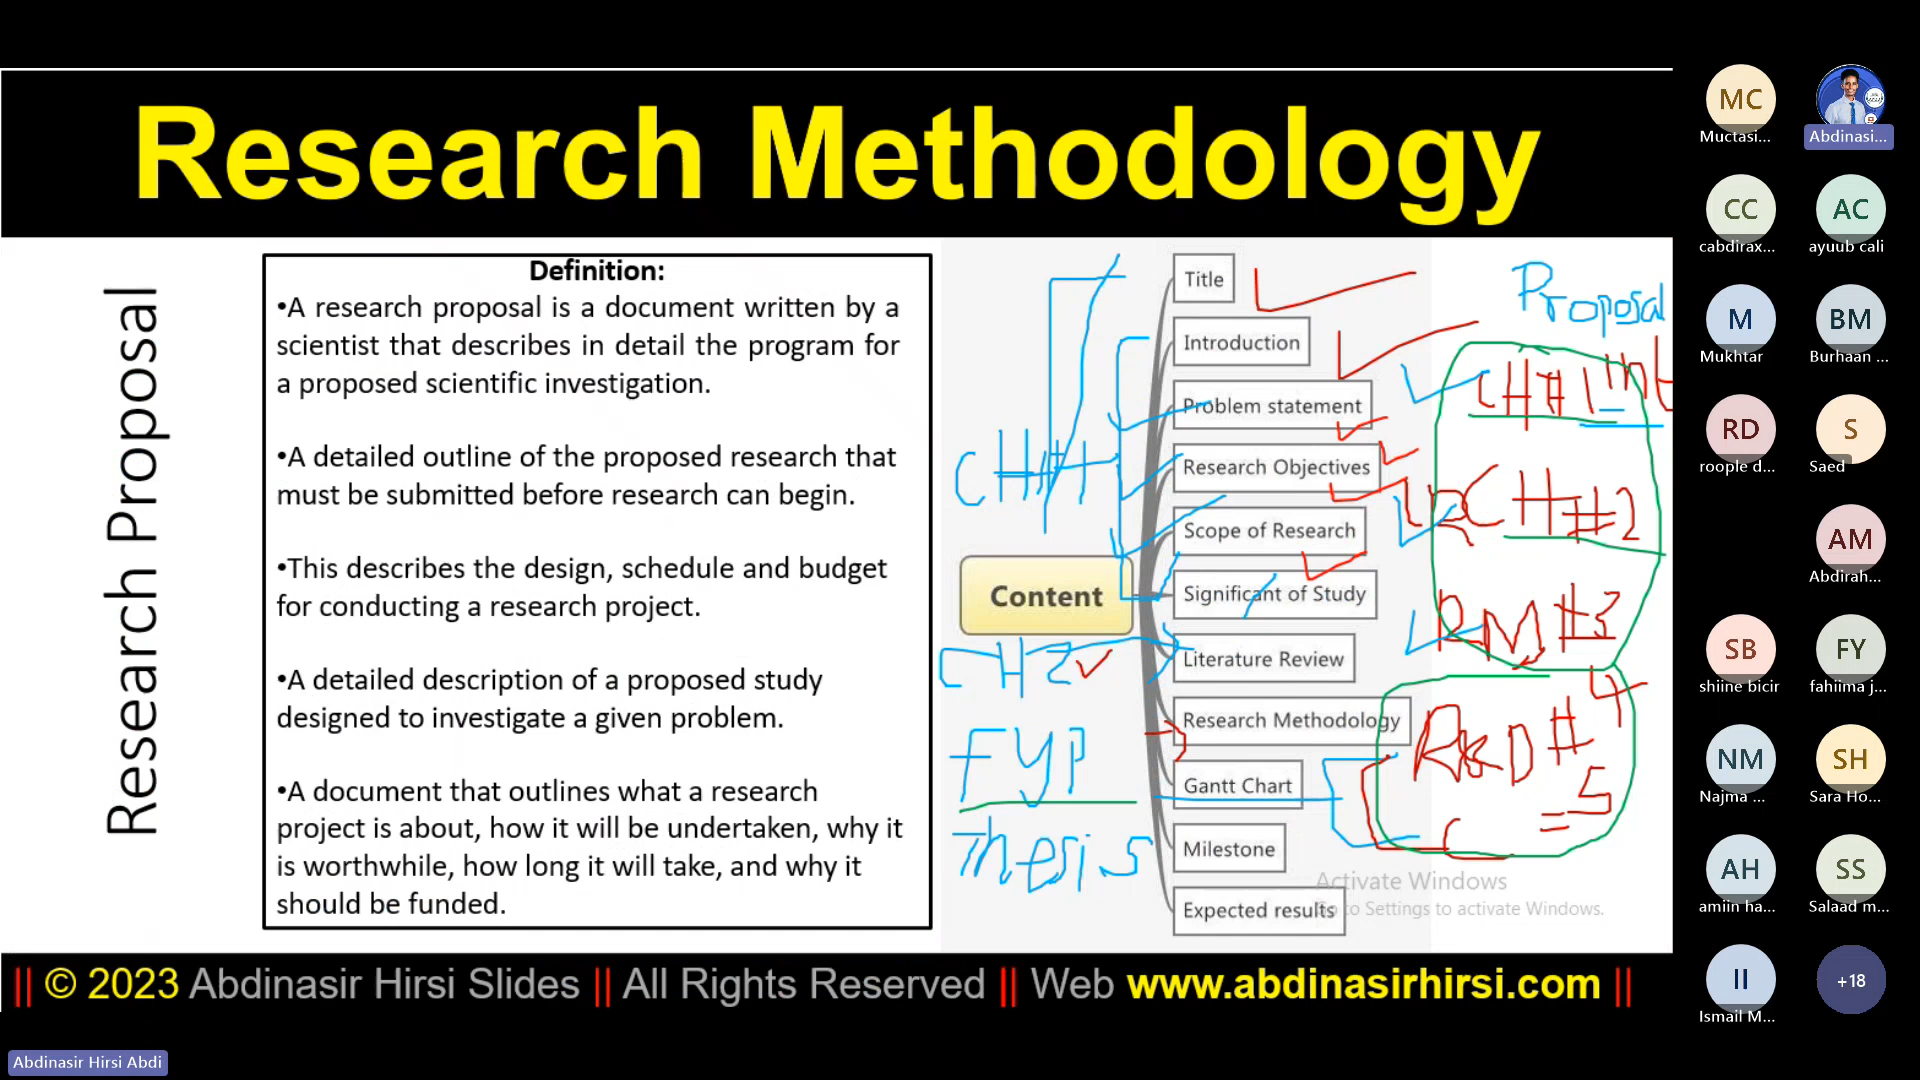 Research Methodology
Research Proposal
Definition:
•A research proposal is a document written by a
scientist that describes in detail the program for
a proposed scientific investigation.
•A detailed outline of the proposed research that
must be submitted before research can begin.
•This describes the design, schedule and budget
for conducting a research project.
•A detailed description of a proposed study
designed to investigate a given problem.
•A document that outlines what a research
project is about, how it will be undertaken, why it
is worthwhile, how long it will take, and why it
should be funded.
Content
Title
Introduction
Problem statement
Research Objectives
Scope of Research
Significant of Study
Literature Review
Research Methodology
Gantt Chart
Milestone
Expected results
CH#1
CH2
FYP
Thesis
Proposal
CH#1 int
LR CH#2
RM #3
R&D #4
=5
Activate Windows
Go to Settings to activate Windows.
|| © 2023 Abdinasir Hirsi Slides || All Rights Reserved || Web www.abdinasirhirsi.com ||
Abdinasir Hirsi Abdi
MC
Muctasi...
Abdinasi...
CC
cabdirax...
AC
ayuub cali
M
Mukhtar
BM
Burhaan ...
RD
roople d...
S
Saed
AM
Abdirah...
SB
shiine bicir
FY
fahiima j...
NM
Najma ...
SH
Sara Ho...
AH
amiin ha...
SS
Salaad m...
II
Ismail M...
+18